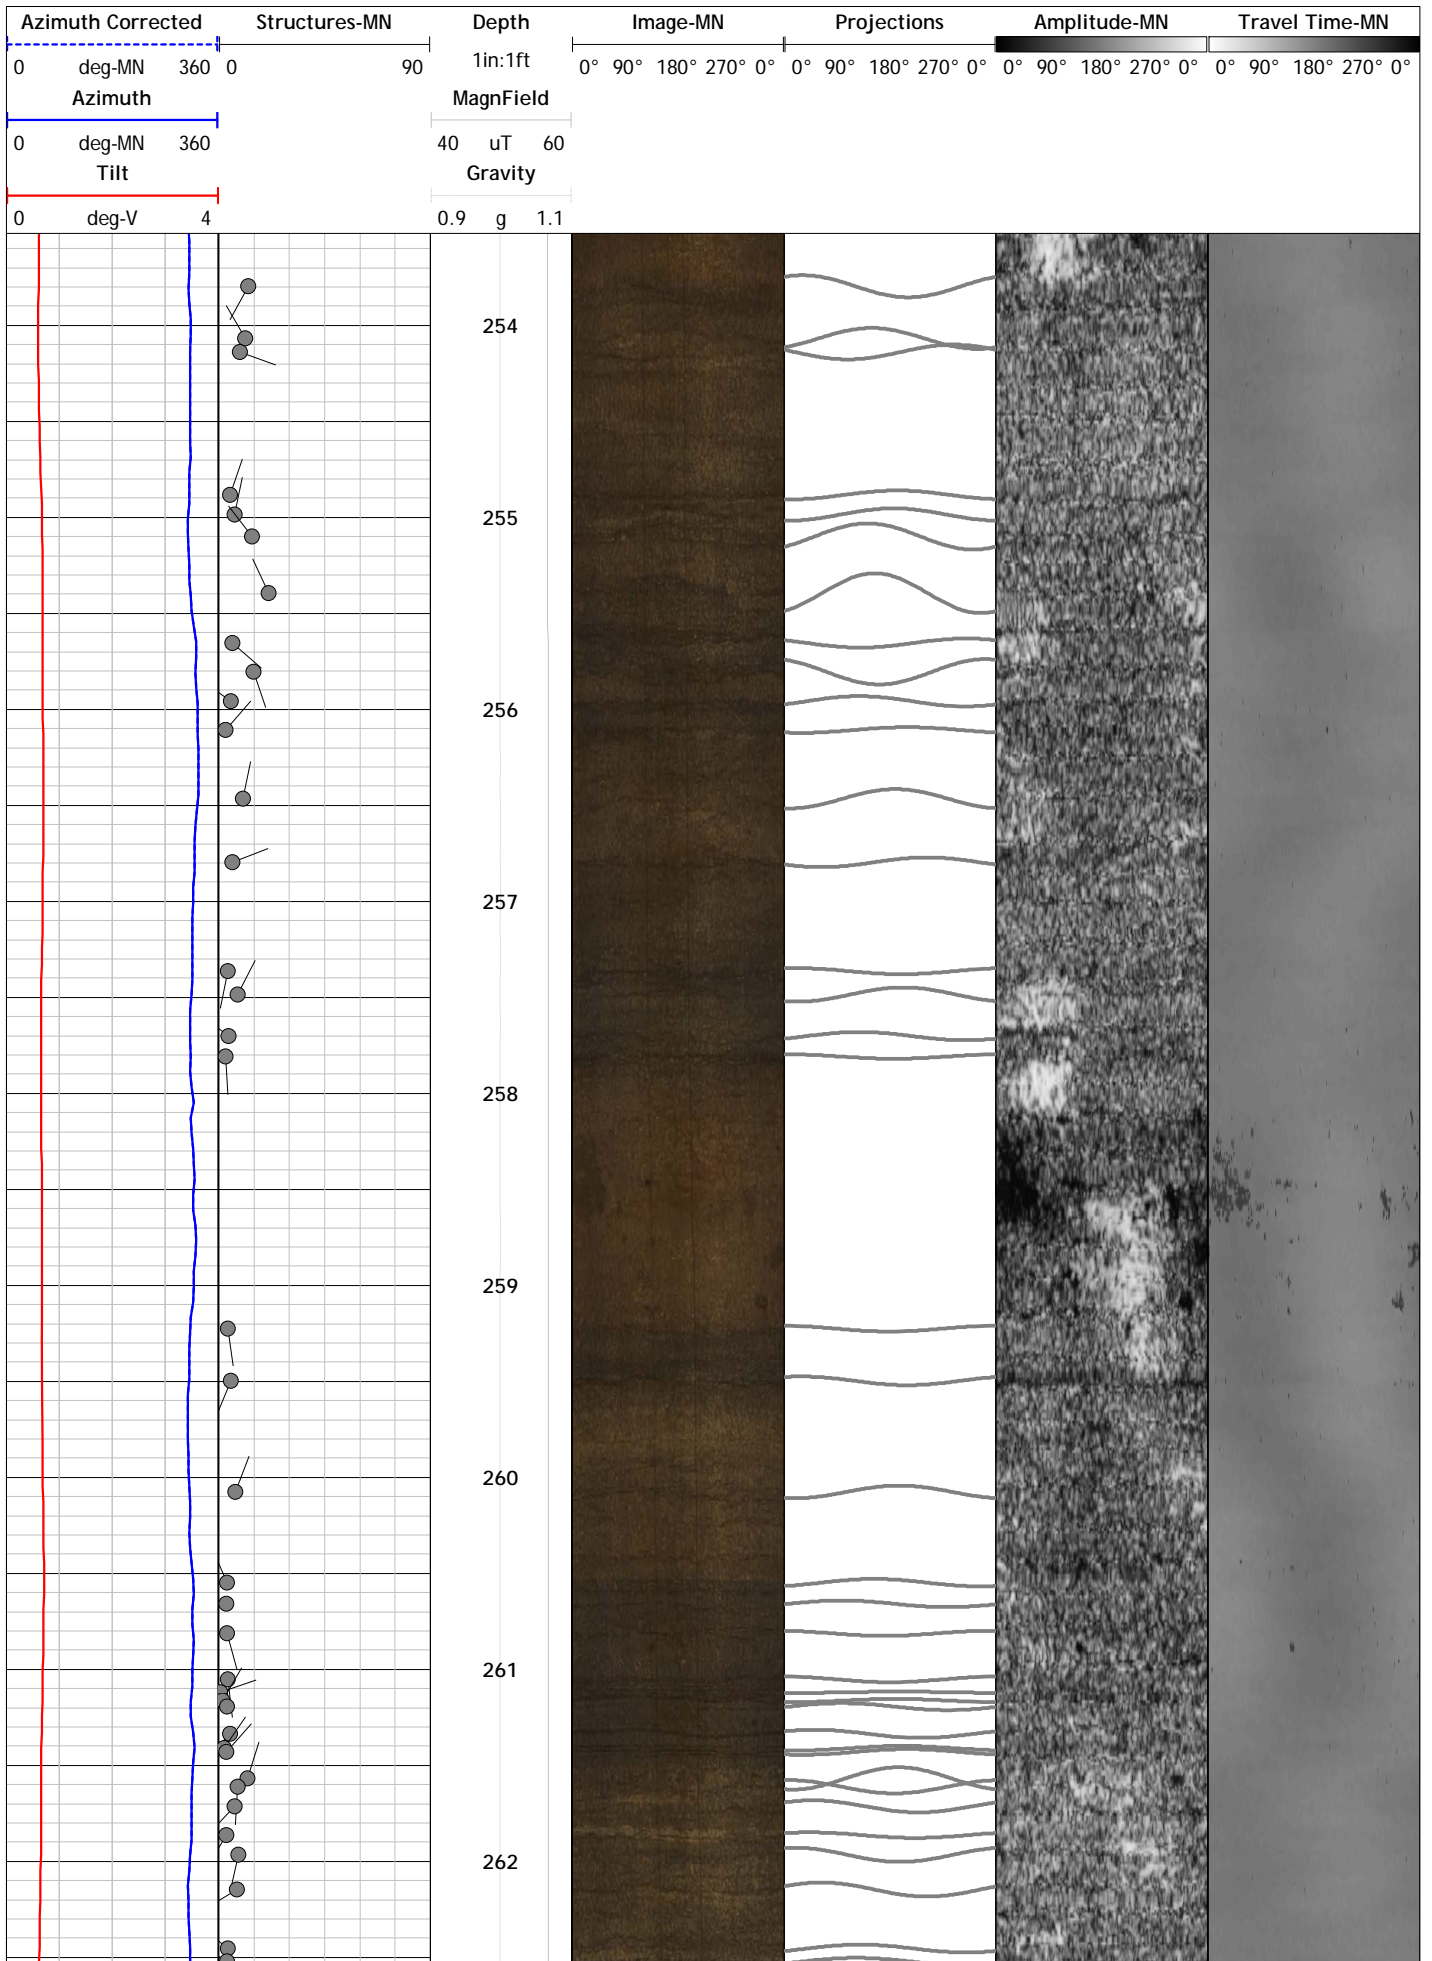 Azimuth Corrected Structures-MN Depth Image-MN Projections Amplitude-MN Travel Time-MN
1in:1ft
0 deg-MN 360 0 90 0° 90° 180° 270° 0° 0° 90° 180° 270° 0° 0° 90° 180° 270° 0° 0° 90° 180° 270° 0°
Azimuth MagnField
0 deg-MN 360 40 uT 60
Tilt Gravity
0 deg-V 4 0.9 g 1.1
254
255
256
257
258
259
260
261
262